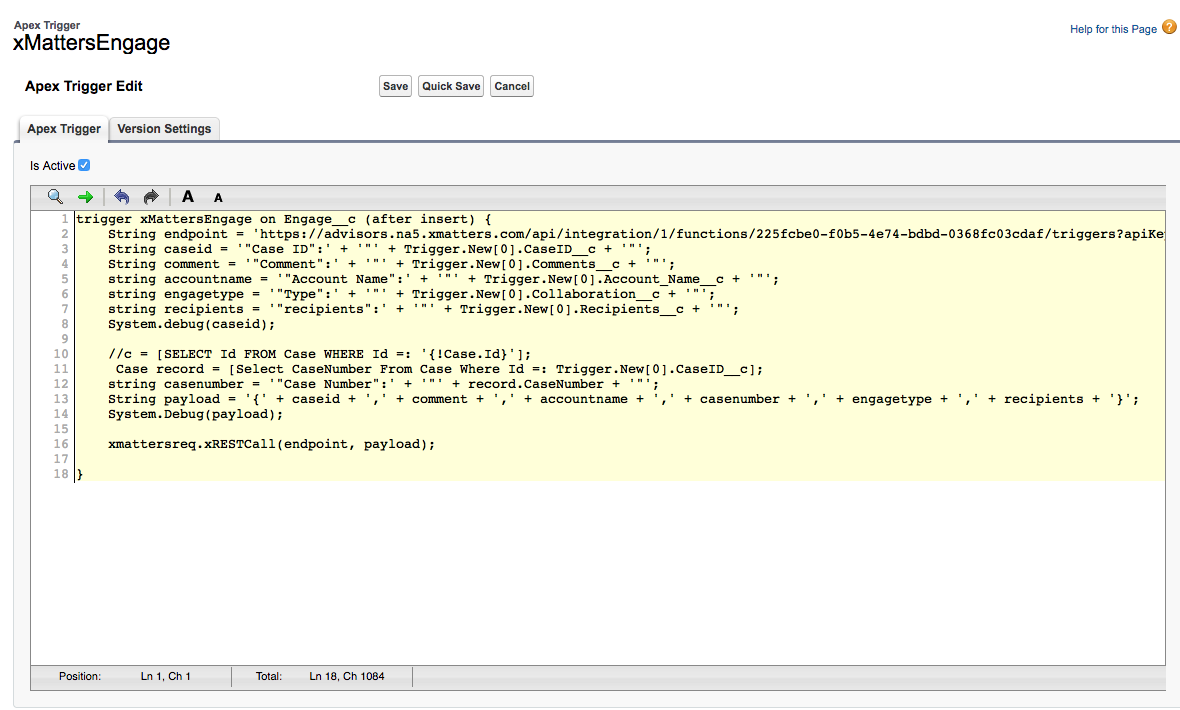 Apex Trigger
xMattersEngage
Help for this Page ?
Apex Trigger Edit
Save Quick Save Cancel
Apex Trigger Version Settings
Is Active
A A
1 trigger xMattersEngage on Engage__c (after insert) {
2 String endpoint = 'https://advisors.na5.xmatters.com/api/integration/1/functions/225fcbe0-f0b5-4e74-bdbd-0368fc03cdaf/triggers?apiKey
3 String caseid = '"Case ID":' + '"' + Trigger.New[0].CaseID__c + '"';
4 String comment = '"Comment":' + '"' + Trigger.New[0].Comments__c + '"';
5 string accountname = '"Account Name":' + '"' + Trigger.New[0].Account_Name__c + '"';
6 string engagetype = '"Type":' + '"' + Trigger.New[0].Collaboration__c + '"';
7 string recipients = '"recipients":' + '"' + Trigger.New[0].Recipients__c + '"';
8 System.debug(caseid);
9
10 //c = [SELECT Id FROM Case WHERE Id =: '{!Case.Id}'];
11 Case record = [Select CaseNumber From Case Where Id =: Trigger.New[0].CaseID__c];
12 string casenumber = '"Case Number":' + '"' + record.CaseNumber + '"';
13 String payload = '{' + caseid + ',' + comment + ',' + accountname + ',' + casenumber + ',' + engagetype + ',' + recipients + '}';
14 System.Debug(payload);
15
16 xmattersreq.xRESTCall(endpoint, payload);
17
18 }
Position: Ln 1, Ch 1 Total: Ln 18, Ch 1084